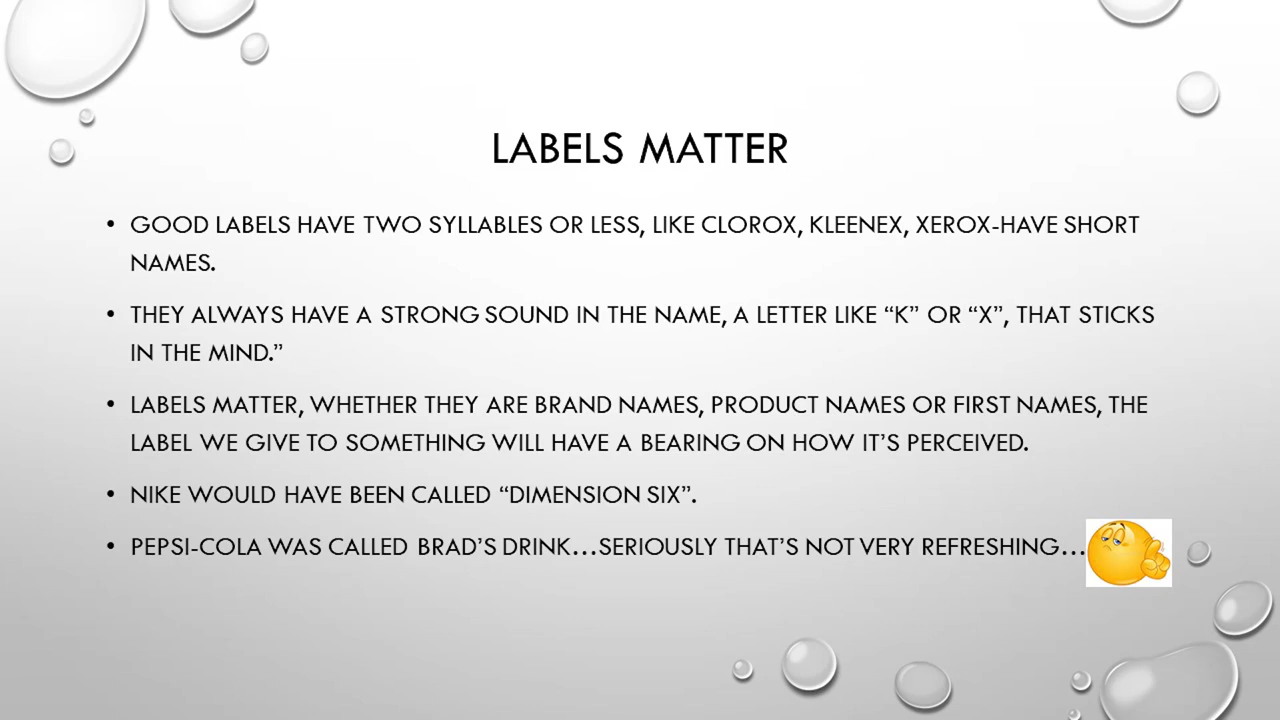 LABELS MATTER
• GOOD LABELS HAVE TWO SYLLABLES OR LESS, LIKE CLOROX, KLEENEX, XEROX-HAVE SHORT
NAMES.
• THEY ALWAYS HAVE A STRONG SOUND IN THE NAME, A LETTER LIKE “K” OR “X”, THAT STICKS
IN THE MIND.”
• LABELS MATTER, WHETHER THEY ARE BRAND NAMES, PRODUCT NAMES OR FIRST NAMES, THE
LABEL WE GIVE TO SOMETHING WILL HAVE A BEARING ON HOW IT’S PERCEIVED.
• NIKE WOULD HAVE BEEN CALLED “DIMENSION SIX”.
• PEPSI-COLA WAS CALLED BRAD’S DRINK…SERIOUSLY THAT’S NOT VERY REFRESHING…